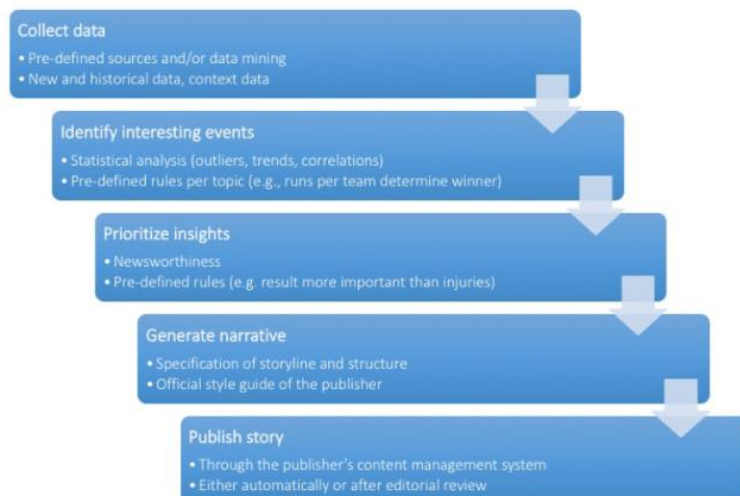 Collect data
• Pre-defined sources and/or data mining
• New and historical data, context data
Identify interesting events
• Statistical analysis (outliers, trends, correlations)
• Pre-defined rules per topic (e.g., runs per team determine winner)
Prioritize insights
• Newsworthiness
• Pre-defined rules (e.g. result more important than injuries)
Generate narrative
• Specification of storyline and structure
• Official style guide of the publisher
Publish story
• Through the publisher's content management system
• Either automatically or after editorial review